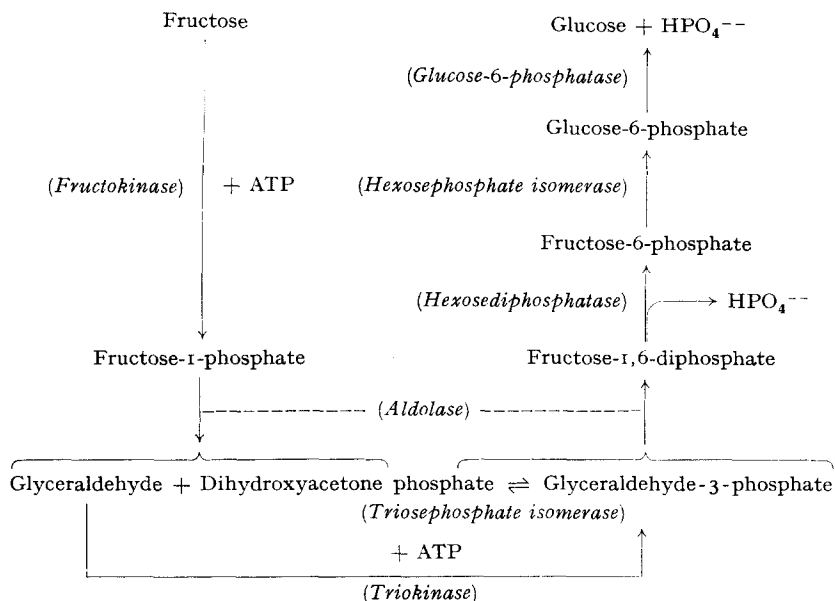 Fructose
Glucose + HPO₄⁻⁻
(Glucose-6-phosphatase)
Glucose-6-phosphate
(Fructokinase) + ATP
(Hexosephosphate isomerase)
Fructose-6-phosphate
(Hexosediphosphatase)
HPO₄⁻⁻
Fructose-1-phosphate
Fructose-1,6-diphosphate
(Aldolase)
Glyceraldehyde + Dihydroxyacetone phosphate ⇌ Glyceraldehyde-3-phosphate
(Triosephosphate isomerase)
+ ATP
(Triokinase)